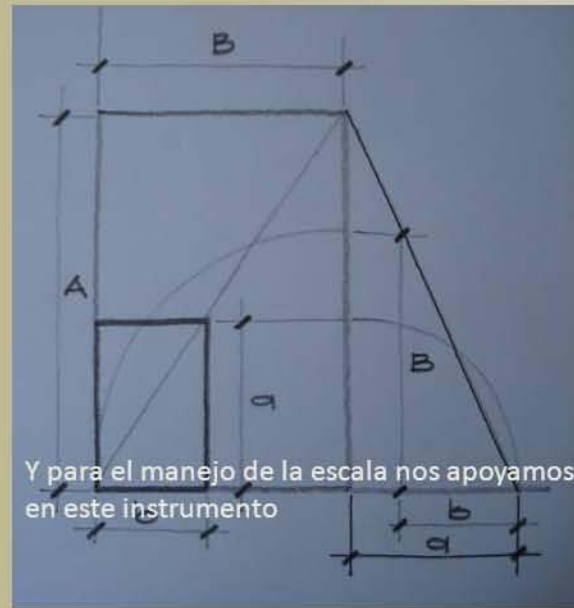 B
A
a
B
Y para el manejo de la escala nos apoyamos
en este instrumento
b
a